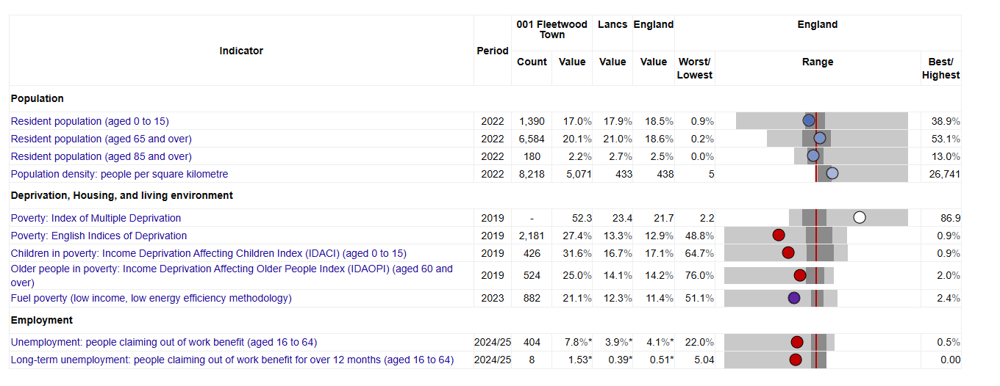 Indicator Period 001 Fleetwood Town Lancs England England
Count Value Value Value Worst/ Lowest Range Best/ Highest
Population
Resident population (aged 0 to 15) 2022 1,390 17.0% 17.9% 18.5% 0.9% 38.9%
Resident population (aged 65 and over) 2022 6,584 20.1% 21.0% 18.6% 0.2% 53.1%
Resident population (aged 85 and over) 2022 180 2.2% 2.7% 2.5% 0.0% 13.0%
Population density: people per square kilometre 2022 8,218 5,071 433 438 5 26,741
Deprivation, Housing, and living environment
Poverty: Index of Multiple Deprivation 2019 - 52.3 23.4 21.7 2.2 86.9
Poverty: English Indices of Deprivation 2019 2,181 27.4% 13.3% 12.9% 48.8% 0.9%
Children in poverty: Income Deprivation Affecting Children Index (IDACI) (aged 0 to 15) 2019 426 31.6% 16.7% 17.1% 64.7% 0.9%
Older people in poverty: Income Deprivation Affecting Older People Index (IDAOPI) (aged 60 and
over) 2019 524 25.0% 14.1% 14.2% 76.0% 2.0%
Fuel poverty (low income, low energy efficiency methodology) 2023 882 21.1% 12.3% 11.4% 51.1% 2.4%
Employment
Unemployment: people claiming out of work benefit (aged 16 to 64) 2024/25 404 7.8%* 3.9%* 4.1%* 22.0% 0.5%
Long-term unemployment: people claiming out of work benefit for over 12 months (aged 16 to 64) 2024/25 8 1.53* 0.39* 0.51* 5.04 0.00